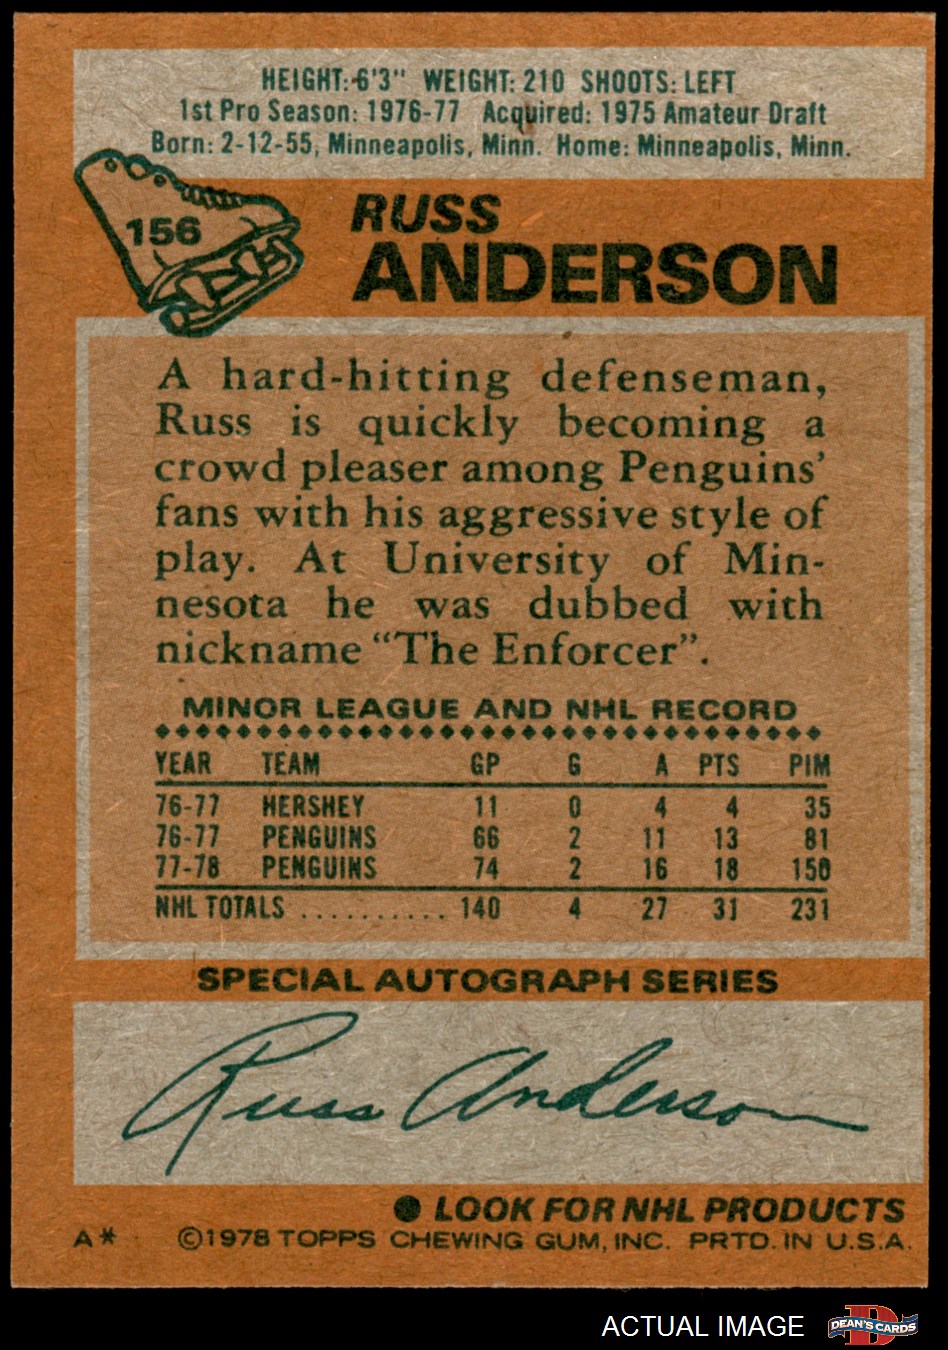 HEIGHT: 6'3" WEIGHT: 210 SHOOTS: LEFT
1st Pro Season: 1976-77 Acquired: 1975 Amateur Draft
Born: 2-12-55, Minneapolis, Minn. Home: Minneapolis, Minn.
156
RUSS
ANDERSON
A hard-hitting defenseman,
Russ is quickly becoming a
crowd pleaser among Penguins'
fans with his aggressive style of
play. At University of Min-
nesota he was dubbed with
nickname "The Enforcer".
MINOR LEAGUE AND NHL RECORD
YEAR TEAM GP G A PTS PIM
76-77 HERSHEY 11 0 4 4 35
76-77 PENGUINS 66 2 11 13 81
77-78 PENGUINS 74 2 16 18 150
NHL TOTALS .......... 140 4 27 31 231
SPECIAL AUTOGRAPH SERIES
Russ Anderson
● LOOK FOR NHL PRODUCTS
A* ©1978 TOPPS CHEWING GUM, INC. PRTD. IN U.S.A.
ACTUAL IMAGE
DEAN'S CARDS